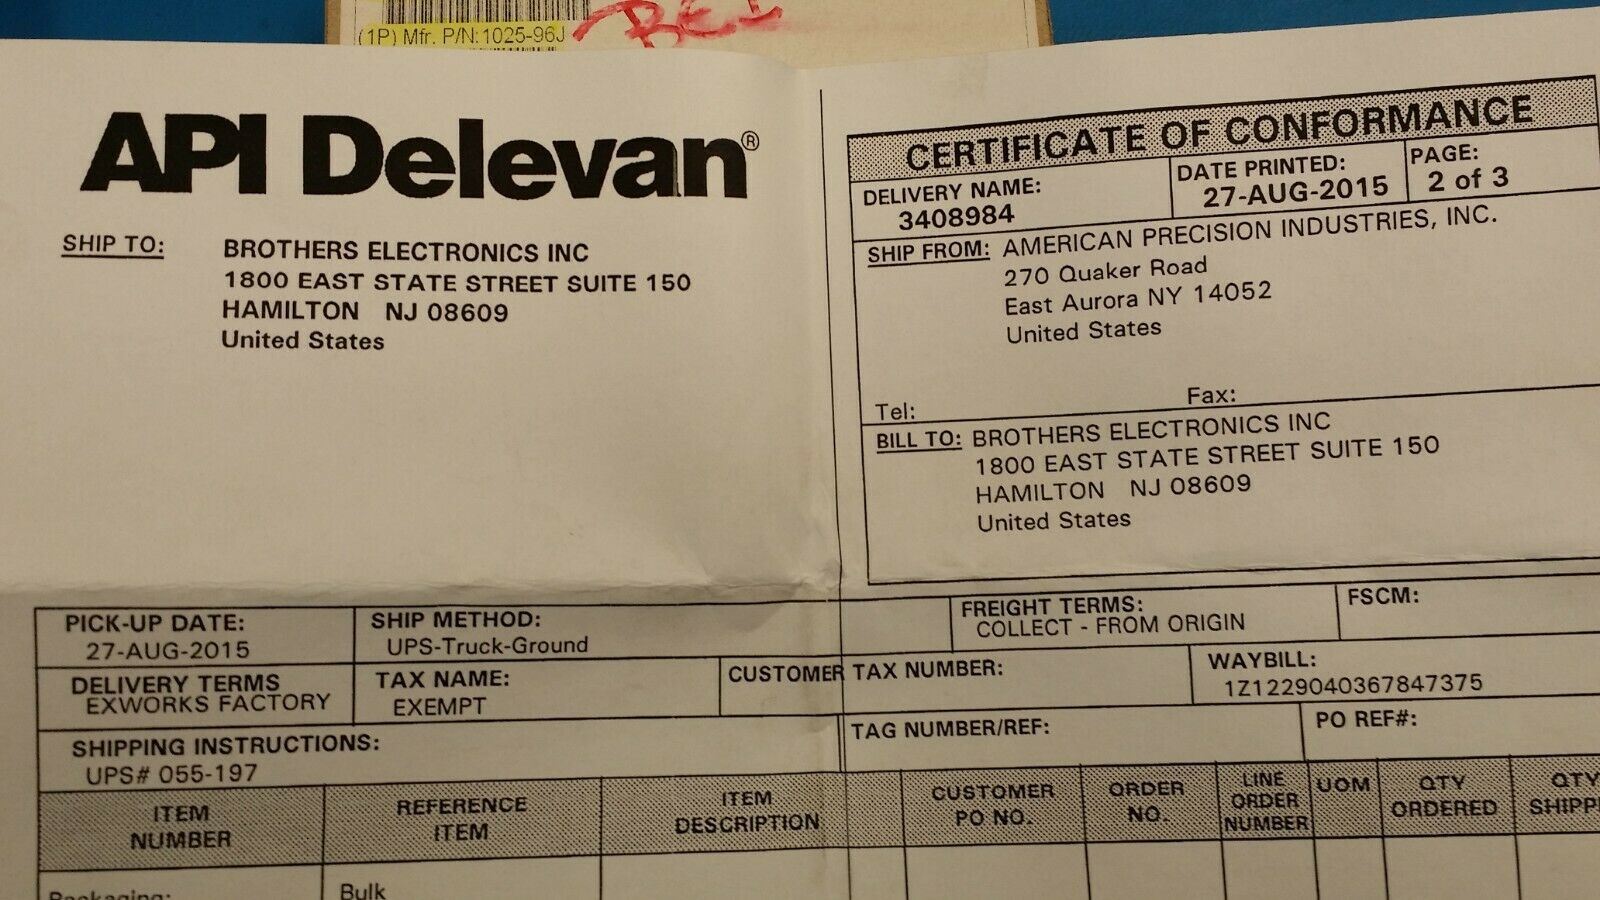 (1P) Mfr. P/N:1025-96J
BEI
API Delevan®
SHIP TO: BROTHERS ELECTRONICS INC
1800 EAST STATE STREET SUITE 150
HAMILTON NJ 08609
United States
CERTIFICATE OF CONFORMANCE
DELIVERY NAME:
3408984
DATE PRINTED:
27-AUG-2015
PAGE:
2 of 3
SHIP FROM: AMERICAN PRECISION INDUSTRIES, INC.
270 Quaker Road
East Aurora NY 14052
United States
Tel: Fax:
BILL TO: BROTHERS ELECTRONICS INC
1800 EAST STATE STREET SUITE 150
HAMILTON NJ 08609
United States
PICK-UP DATE:
27-AUG-2015
SHIP METHOD:
UPS-Truck-Ground
FREIGHT TERMS:
COLLECT - FROM ORIGIN
FSCM:
DELIVERY TERMS
EXWORKS FACTORY
TAX NAME:
EXEMPT
CUSTOMER TAX NUMBER:
WAYBILL:
1Z1229040367847375
SHIPPING INSTRUCTIONS:
UPS# 055-197
TAG NUMBER/REF:
PO REF#:
ITEM
NUMBER
REFERENCE
ITEM
ITEM
DESCRIPTION
CUSTOMER
PO NO.
ORDER
NO.
LINE
ORDER
NUMBER
UOM
QTY
ORDERED
QTY
SHIPP
Packaging:
Bulk